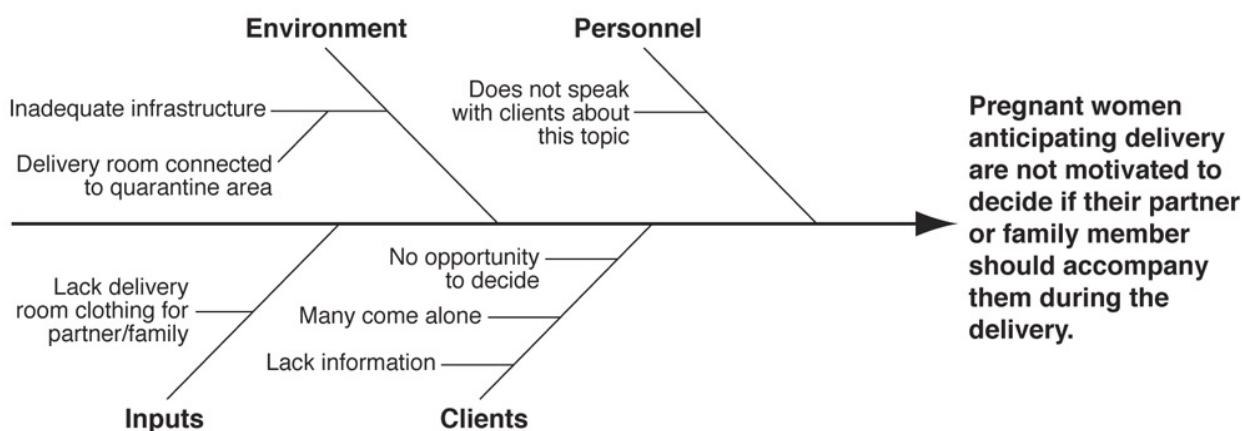 Environment
Personnel
Inadequate infrastructure
Delivery room connected
to quarantine area
Does not speak
with clients about
this topic
Pregnant women
anticipating delivery
are not motivated to
decide if their partner
or family member
should accompany
them during the
delivery.
Lack delivery
room clothing for
partner/family
No opportunity
to decide
Many come alone
Lack information
Inputs
Clients